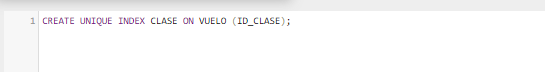 1 CREATE UNIQUE INDEX CLASE ON VUELO (ID_CLASE);